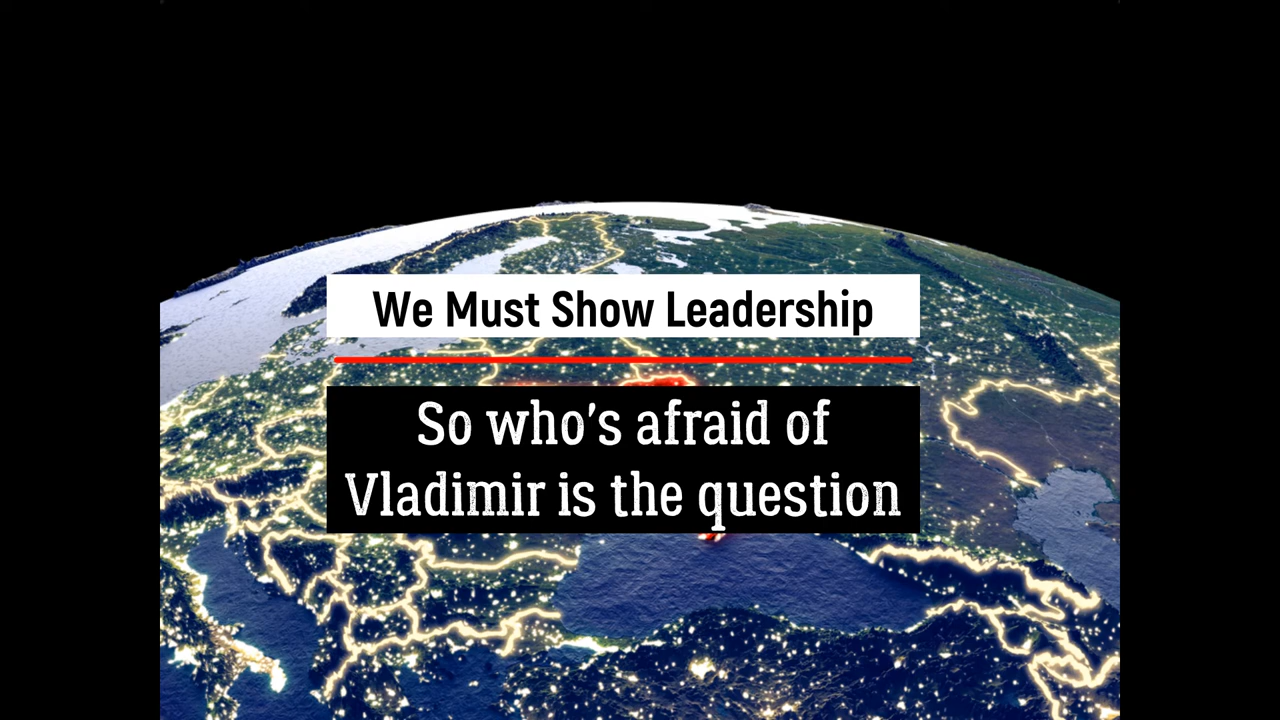 We Must Show Leadership
So who's afraid of
Vladimir is the question